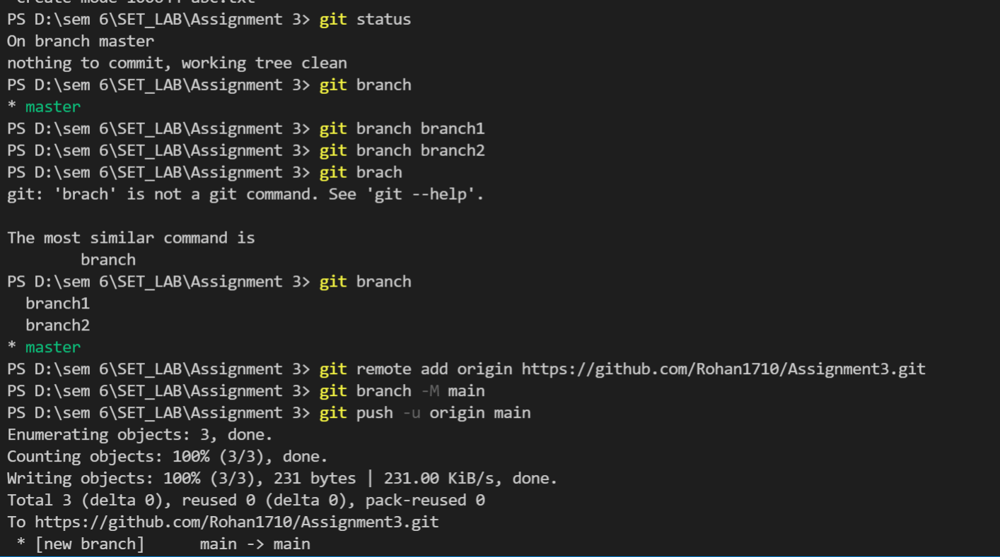 PS D:\sem 6\SET_LAB\Assignment 3> git status
On branch master
nothing to commit, working tree clean
PS D:\sem 6\SET_LAB\Assignment 3> git branch
* master
PS D:\sem 6\SET_LAB\Assignment 3> git branch branch1
PS D:\sem 6\SET_LAB\Assignment 3> git branch branch2
PS D:\sem 6\SET_LAB\Assignment 3> git brach
git: 'brach' is not a git command. See 'git --help'.

The most similar command is
        branch
PS D:\sem 6\SET_LAB\Assignment 3> git branch
  branch1
  branch2
* master
PS D:\sem 6\SET_LAB\Assignment 3> git remote add origin https://github.com/Rohan1710/Assignment3.git
PS D:\sem 6\SET_LAB\Assignment 3> git branch -M main
PS D:\sem 6\SET_LAB\Assignment 3> git push -u origin main
Enumerating objects: 3, done.
Counting objects: 100% (3/3), done.
Writing objects: 100% (3/3), 231 bytes | 231.00 KiB/s, done.
Total 3 (delta 0), reused 0 (delta 0), pack-reused 0
To https://github.com/Rohan1710/Assignment3.git
 * [new branch]      main -> main